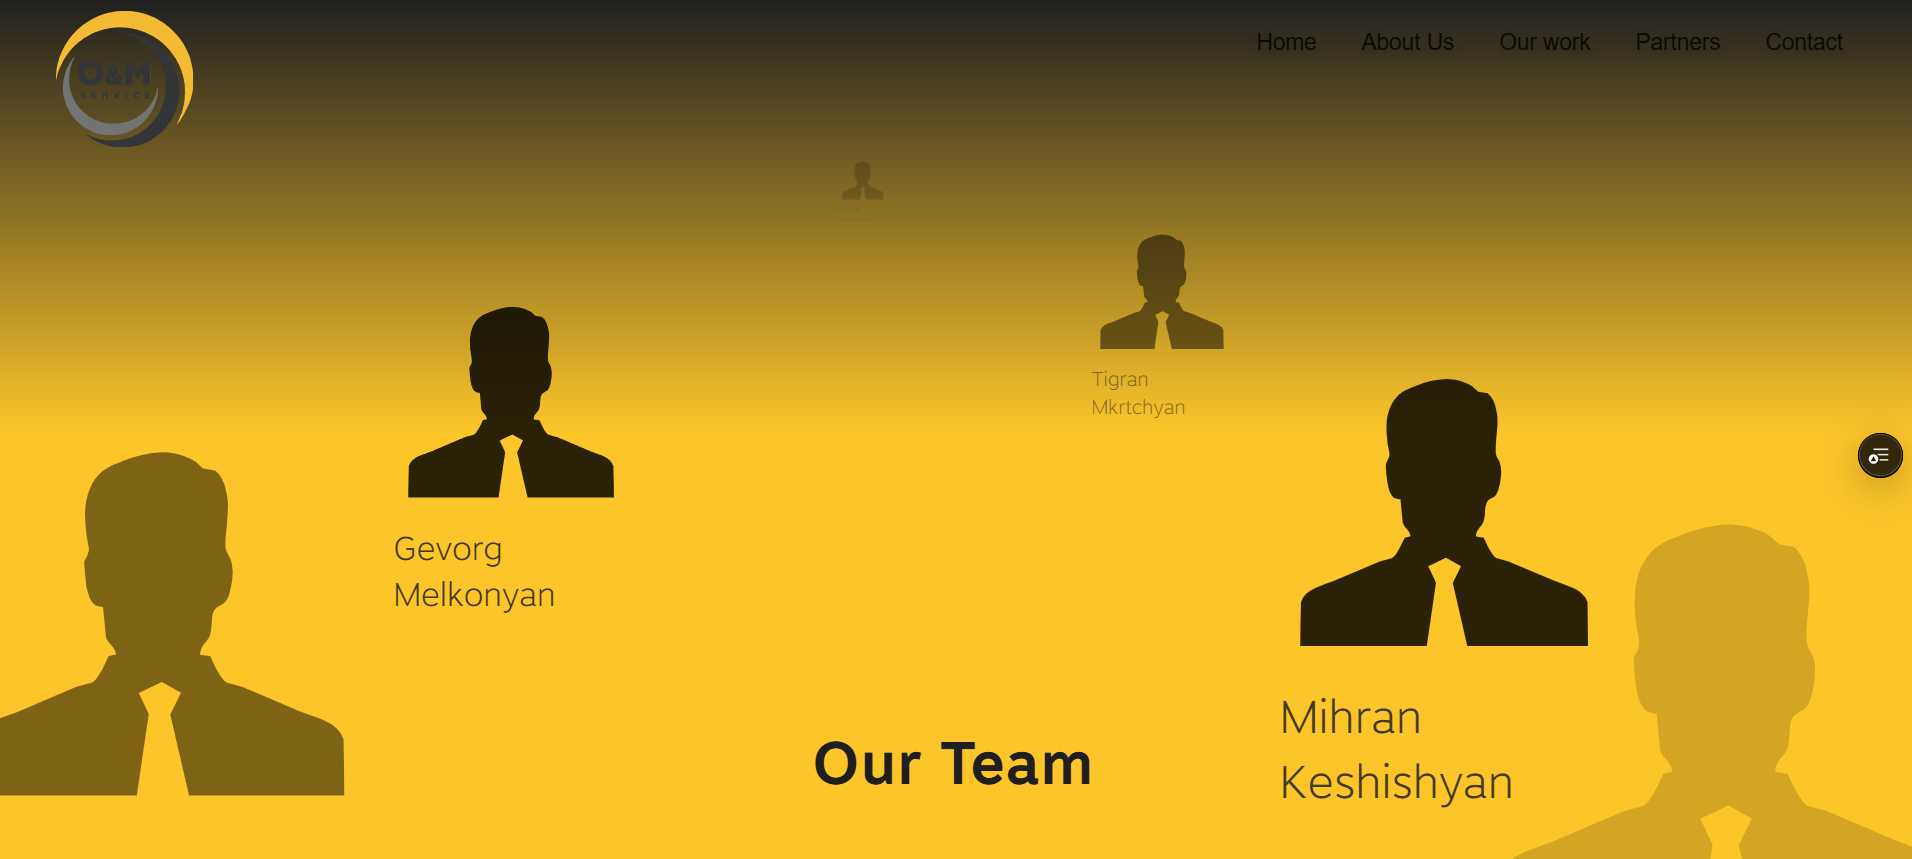 O&M
SERVICE
Home
About Us
Our work
Partners
Contact
Tigran
Mkrtchyan
Gevorg
Melkonyan
Mihran
Keshishyan
Our Team